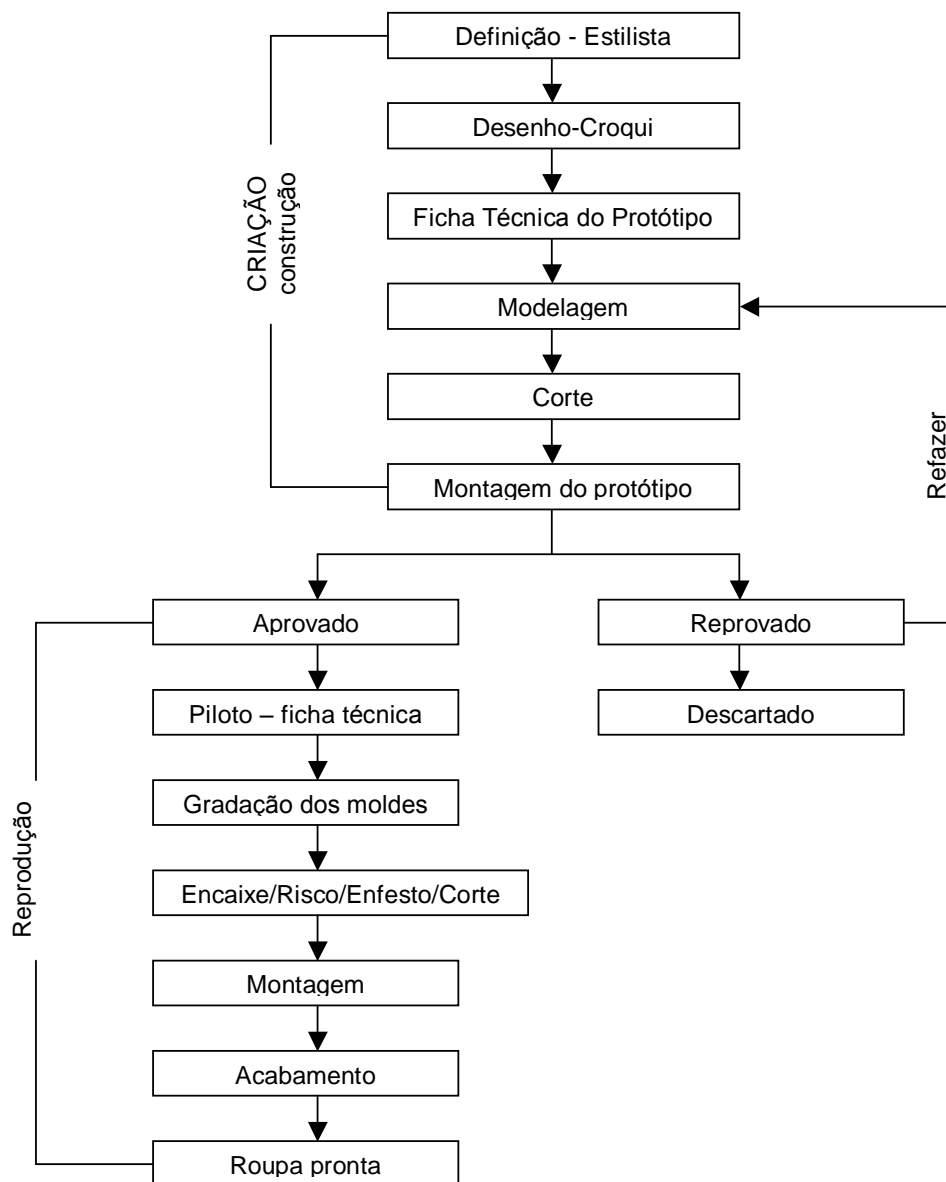 Definição - Estilista
Desenho-Croqui
Ficha Técnica do Protótipo
CRIAÇÃO
construção
Modelagem
Corte
Refazer
Montagem do protótipo
Aprovado
Reprovado
Piloto – ficha técnica
Descartado
Gradação dos moldes
Reprodução
Encaixe/Risco/Enfesto/Corte
Montagem
Acabamento
Roupa pronta